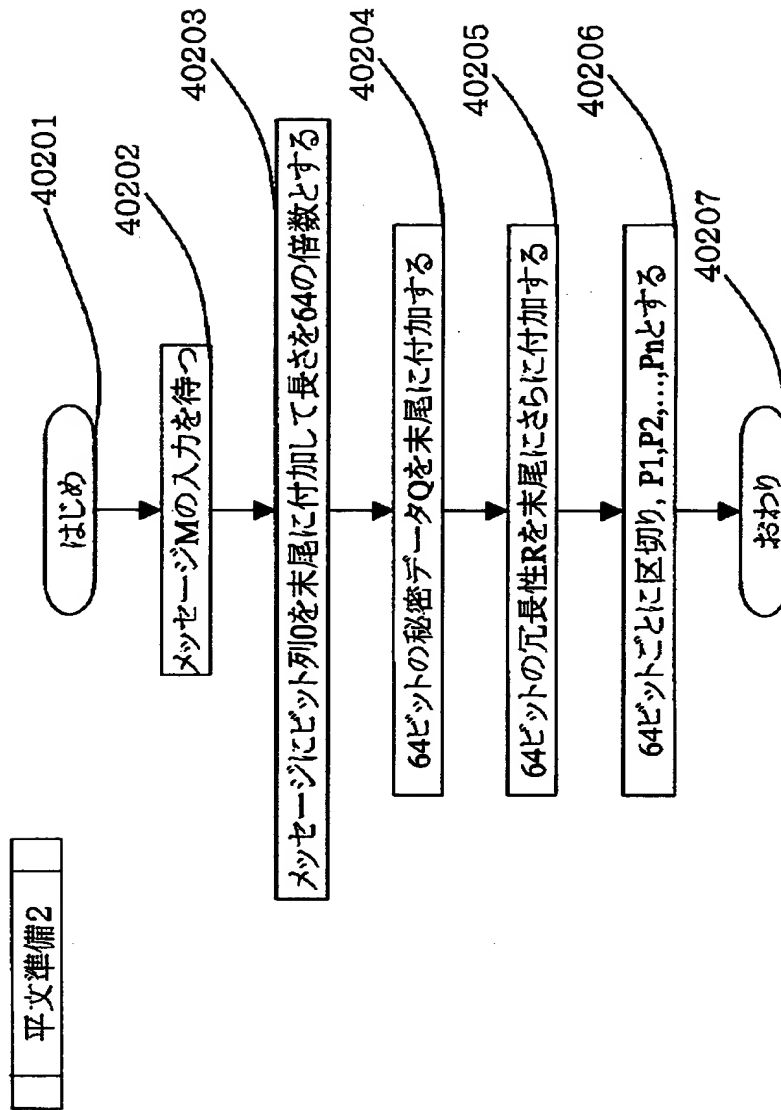 平文準備2
はじめ
40201
メッセージMの入力を待つ
40202
メッセージにビット列0を末尾に付加して長さを64の倍数とする
40203
64ビットの秘密データQを末尾に付加する
40204
64ビットの冗長性Rを末尾にさらに付加する
40205
64ビットごとに区切り, P1,P2,...,Pnとする
40206
おわり
40207